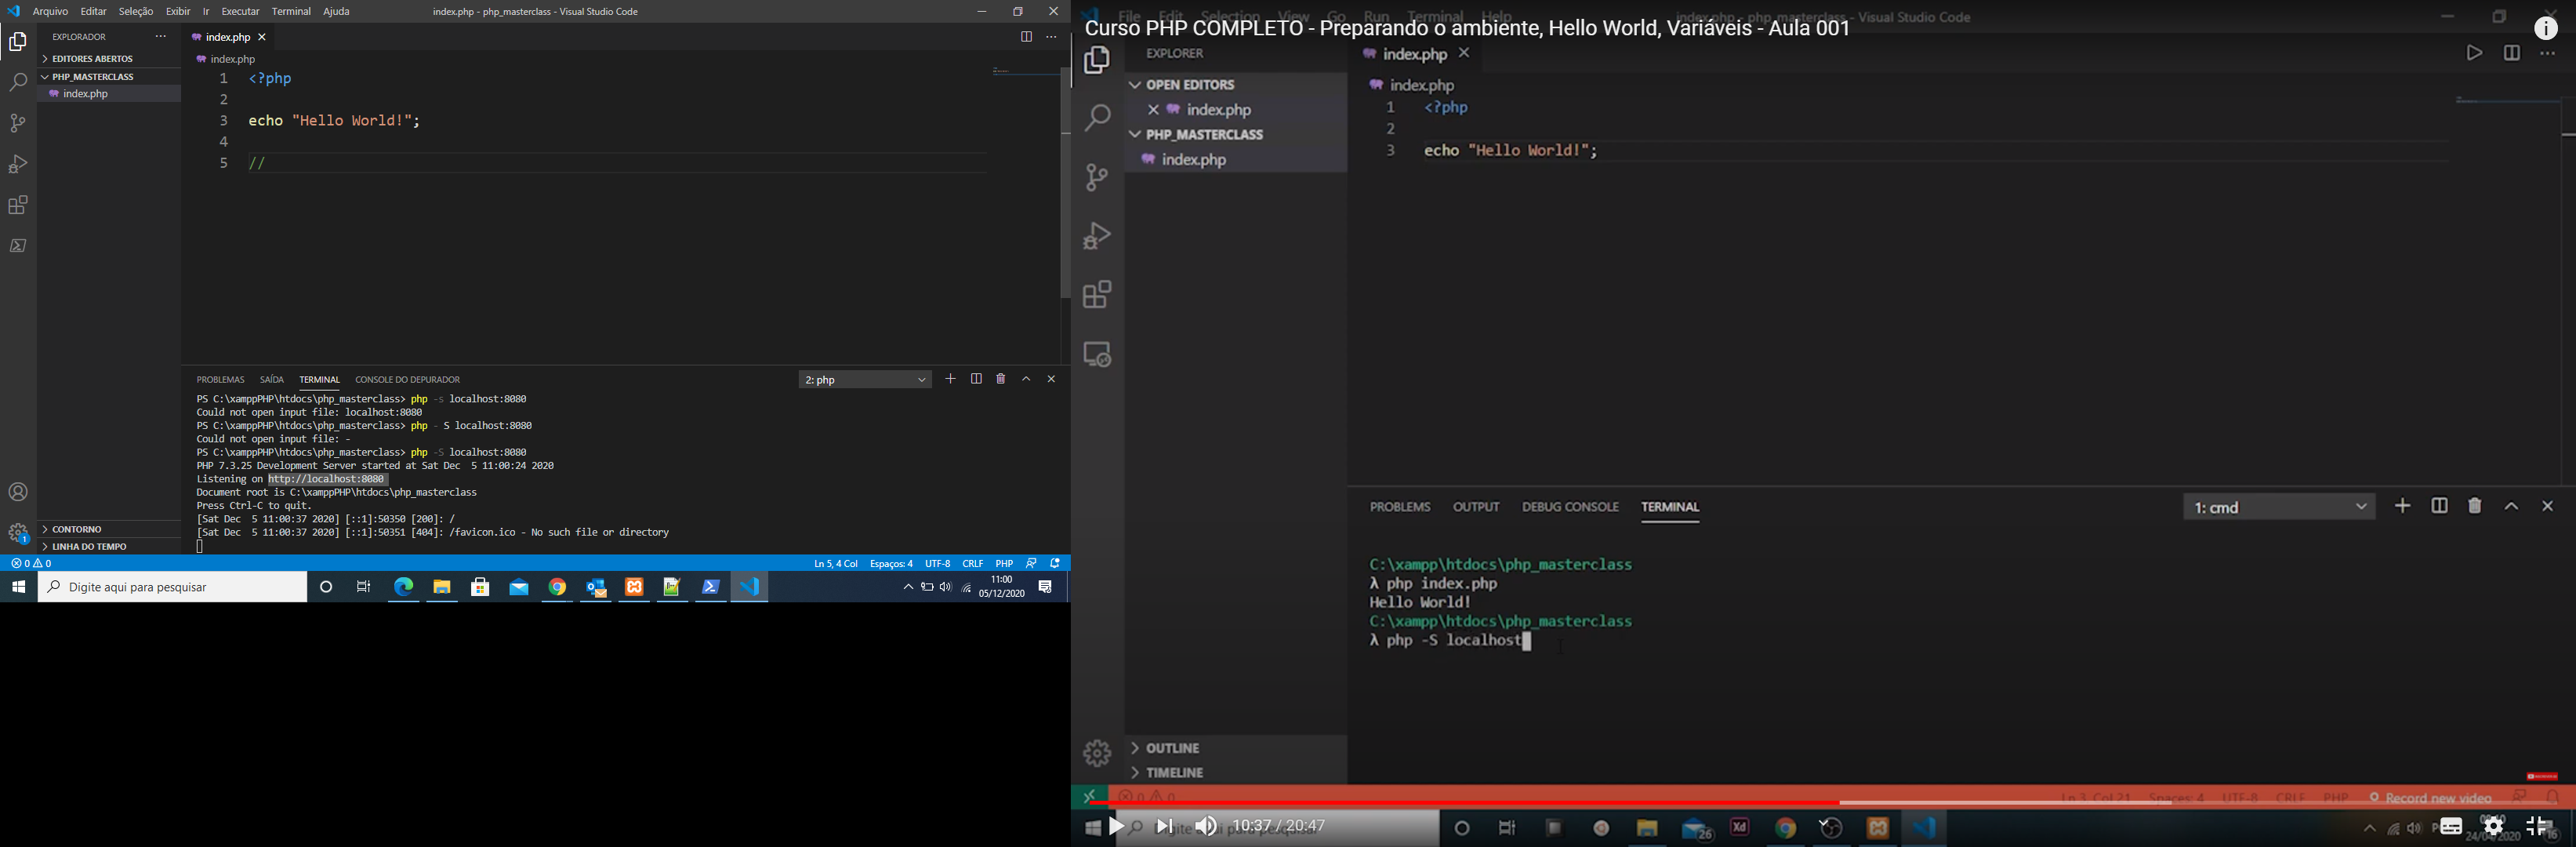 Arquivo Editar Seleção Exibir Ir Executar Terminal Ajuda
index.php - php_masterclass - Visual Studio Code
EXPLORADOR
EDITORES ABERTOS
PHP_MASTERCLASS
index.php
index.php
index.php
1 <?php
2
3 echo "Hello World!";
4
5 //
PROBLEMAS SAÍDA TERMINAL CONSOLE DO DEPURADOR
2: php
PS C:\xamppPHP\htdocs\php_masterclass> php -s localhost:8080
Could not open input file: localhost:8080
PS C:\xamppPHP\htdocs\php_masterclass> php - S localhost:8080
Could not open input file: -
PS C:\xamppPHP\htdocs\php_masterclass> php -S localhost:8080
PHP 7.3.25 Development Server started at Sat Dec  5 11:00:24 2020
Listening on http://localhost:8080
Document root is C:\xamppPHP\htdocs\php_masterclass
Press Ctrl-C to quit.
[Sat Dec  5 11:00:37 2020] [::1]:50350 [200]: /
[Sat Dec  5 11:00:37 2020] [::1]:50351 [404]: /favicon.ico - No such file or directory
CONTORNO
LINHA DO TEMPO
1
0 0
Ln 5, 4 Col Espaços: 4 UTF-8 CRLF PHP
Digite aqui para pesquisar
11:00
05/12/2020
File Edit Selection View Go Run Terminal Help
index.php - php_masterclass - Visual Studio Code
Curso PHP COMPLETO - Preparando o ambiente, Hello World, Variáveis - Aula 001
EXPLORER
OPEN EDITORS
index.php
PHP_MASTERCLASS
index.php
index.php
index.php
1 <?php
2
3 echo "Hello World!";
PROBLEMS OUTPUT DEBUG CONSOLE TERMINAL
1: cmd
C:\xampp\htdocs\php_masterclass
λ php index.php
Hello World!
C:\xampp\htdocs\php_masterclass
λ php -S localhost
OUTLINE
TIMELINE
0 0
Ln 3, Col 21 Spaces: 4 UTF-8 CRLF PHP Record new video
10:37 / 20:47
26
Xd
24/04/2020
16